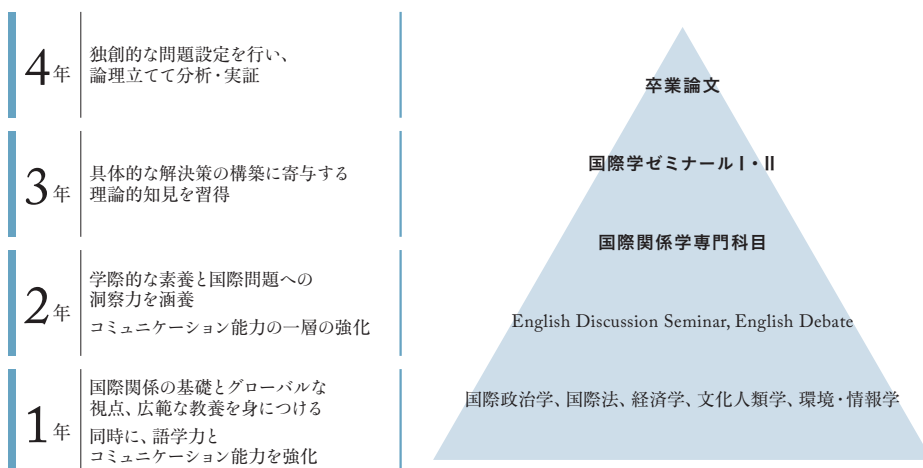 4年
独創的な問題設定を行い、
論理立てて分析・実証
3年
具体的な解決策の構築に寄与する
理論的知見を習得
2年
学際的な素養と国際問題への
洞察力を涵養
コミュニケーション能力の一層の強化
1年
国際関係の基礎とグローバルな
視点、広範な教養を身につける
同時に、語学力と
コミュニケーション能力を強化
卒業論文
国際学ゼミナールⅠ・Ⅱ
国際関係学専門科目
English Discussion Seminar, English Debate
国際政治学、国際法、経済学、文化人類学、環境・情報学